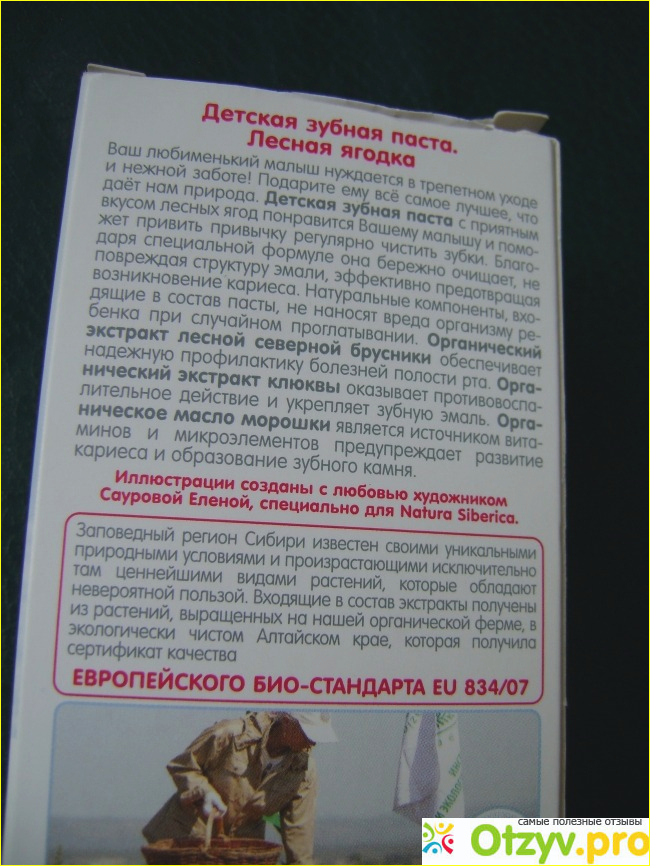 Детская зубная паста.
Лесная ягодка
Ваш любименький малыш нуждается в трепетном уходе
и нежной заботе! Подарите ему всё самое лучшее, что
даёт нам природа. Детская зубная паста с приятным
вкусом лесных ягод понравится Вашему малышу и помо-
жет привить привычку регулярно чистить зубки. Благо-
даря специальной формуле она бережно очищает, не
повреждая структуру эмали, эффективно предотвращая
возникновение кариеса. Натуральные компоненты, вхо-
дящие в состав пасты, не наносят вреда организму ре-
бенка при случайном проглатывании. Органический
экстракт лесной северной брусники обеспечивает
надежную профилактику болезней полости рта. Орга-
нический экстракт клюквы оказывает противовоспа-
лительное действие и укрепляет зубную эмаль. Орга-
ническое масло морошки является источником вита-
минов и микроэлементов предупреждает развитие
кариеса и образование зубного камня.
Иллюстрации созданы с любовью художником
Сауровой Еленой, специально для Natura Siberica.
Заповедный регион Сибири известен своими уникальными
природными условиями и произрастающими исключительно
там ценнейшими видами растений, которые обладают
невероятной пользой. Входящие в состав экстракты получены
из растений, выращенных на нашей органической ферме, в
экологически чистом Алтайском крае, которая получила
сертификат качества
ЕВРОПЕЙСКОГО БИО-СТАНДАРТА EU 834/07
самые полезные отзывы
Otzyv.pro